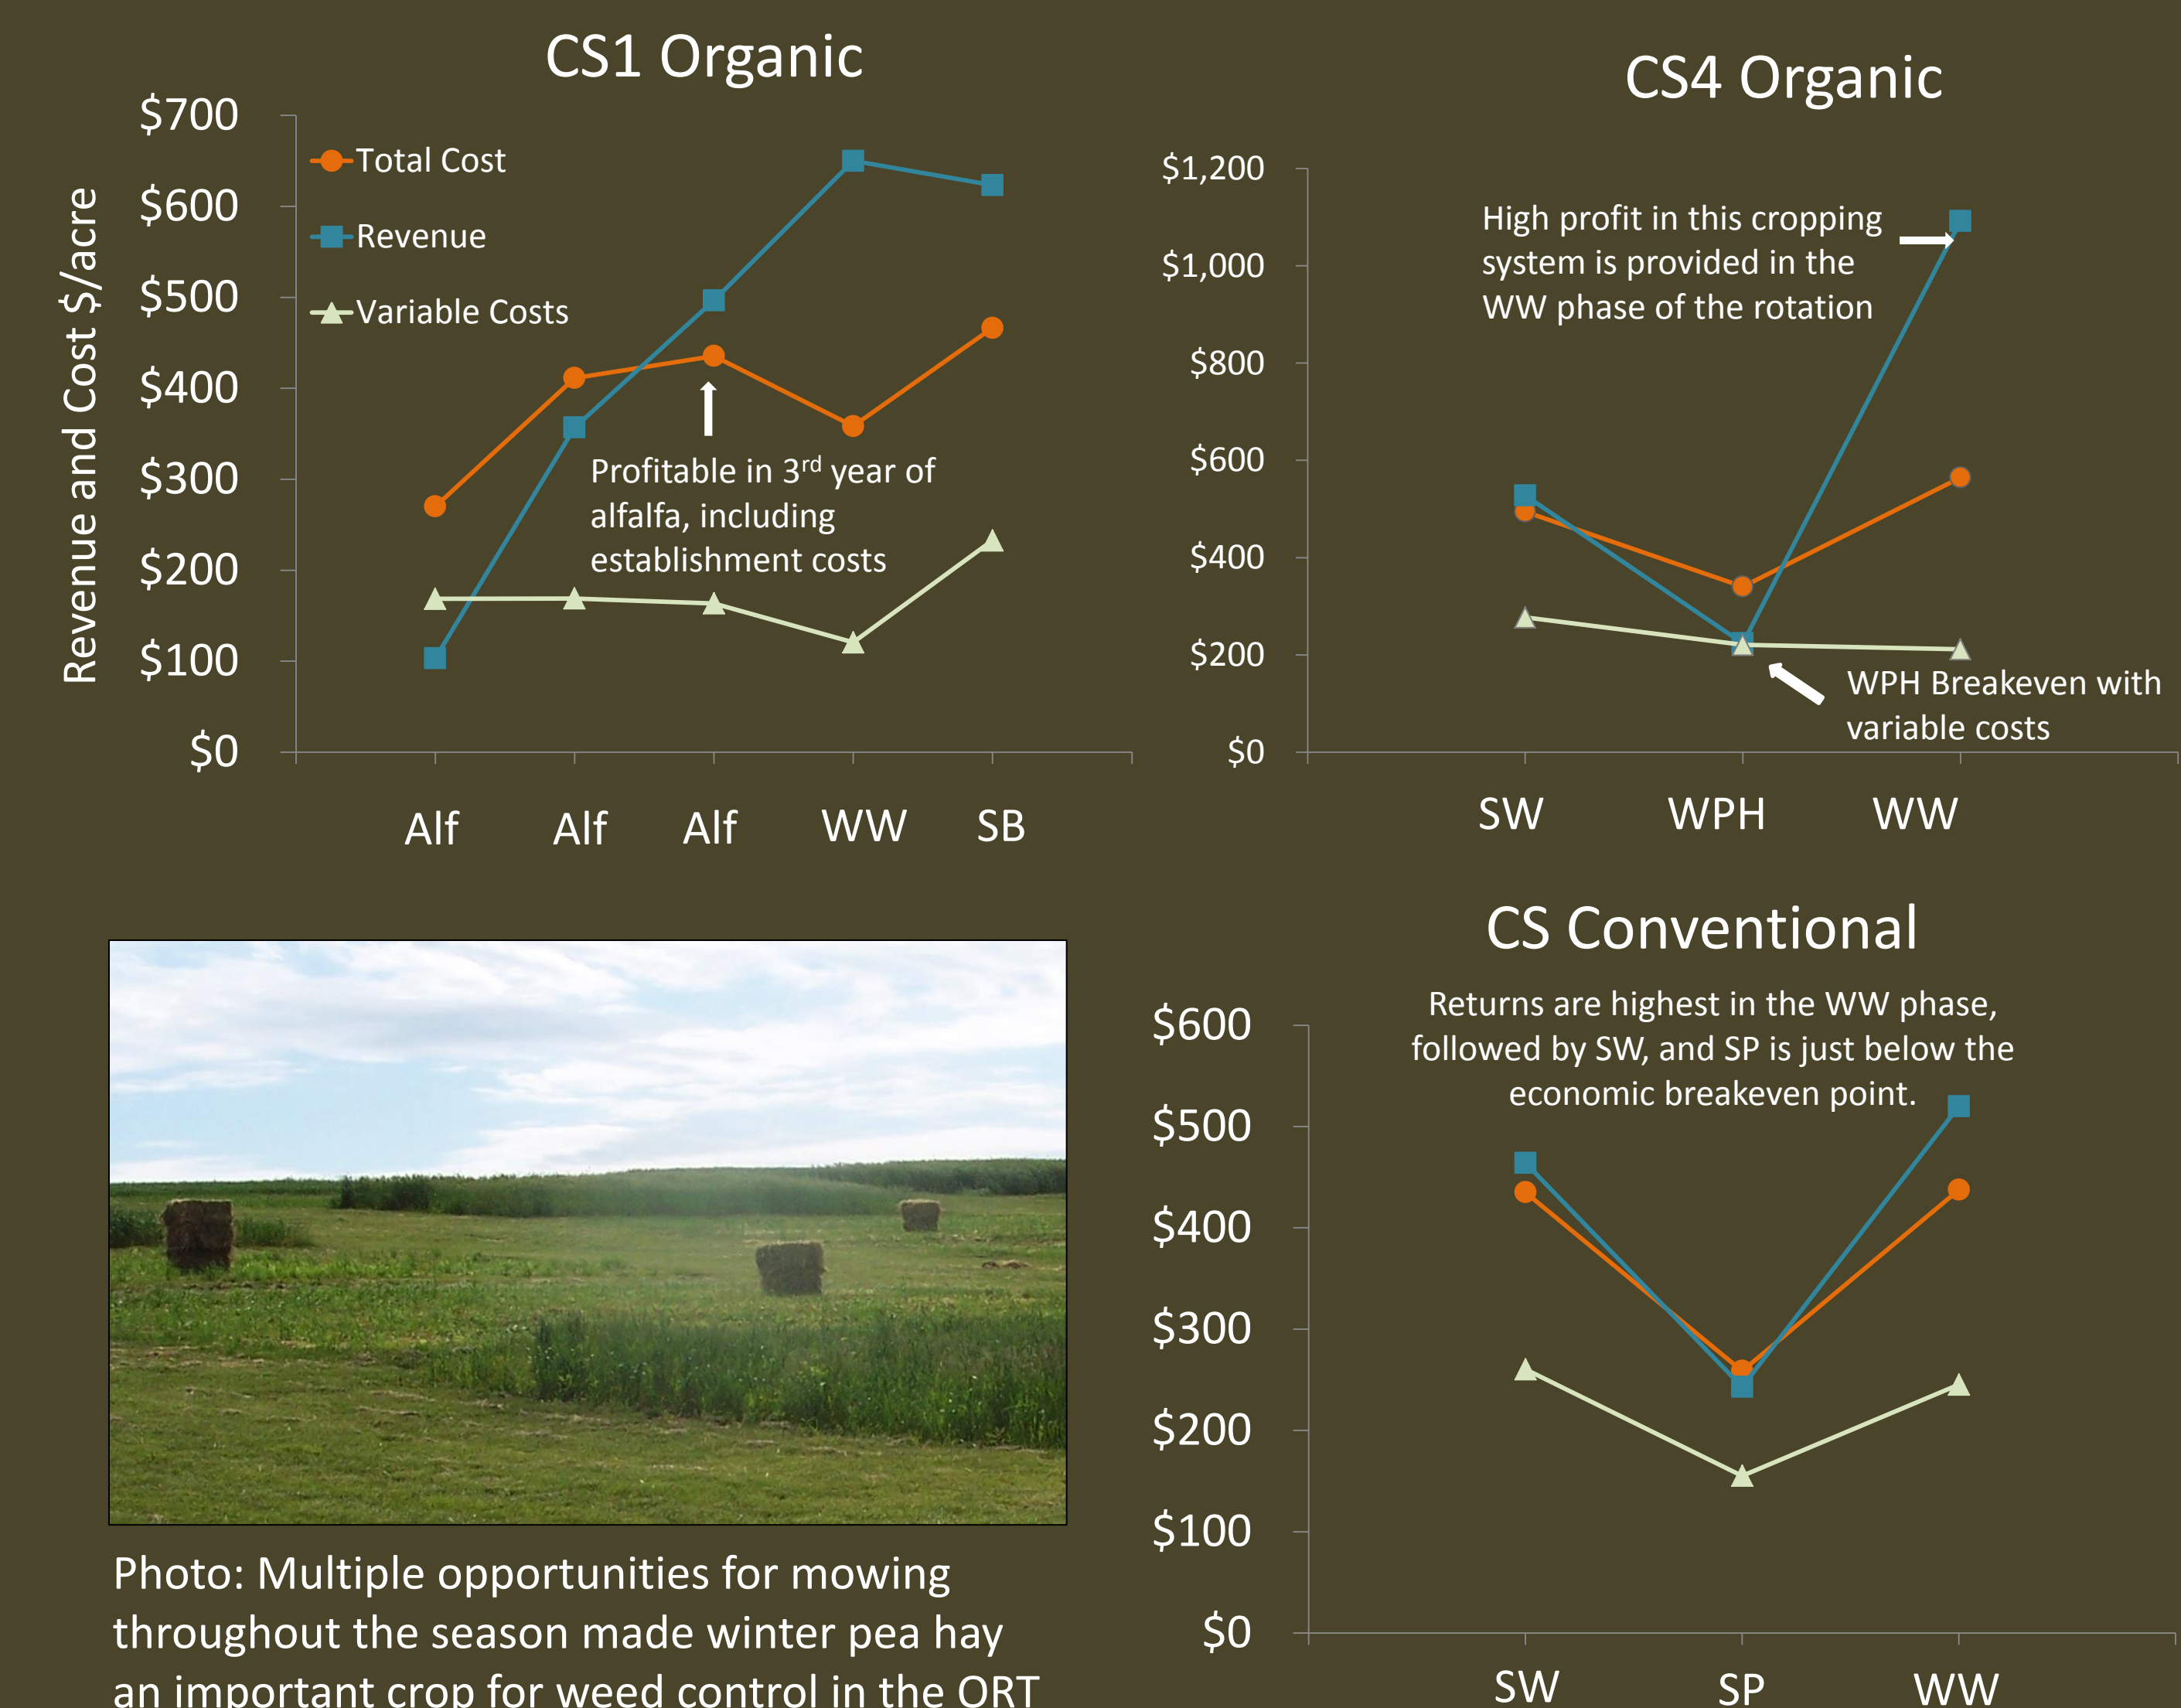 CS1 Organic
$700
$600
$500
$400
$300
$200
$100
$0
Revenue and Cost $/acre
Total Cost
Revenue
Variable Costs
Profitable in 3rd year of
alfalfa, including
establishment costs
Alf
Alf
Alf
WW
SB
CS4 Organic
$1,200
$1,000
$800
$600
$400
$200
$0
High profit in this cropping
system is provided in the
WW phase of the rotation
WPH Breakeven with
variable costs
SW
WPH
WW
CS Conventional
Returns are highest in the WW phase,
followed by SW, and SP is just below the
economic breakeven point.
$600
$500
$400
$300
$200
$100
$0
SW
SP
WW
Photo: Multiple opportunities for mowing
throughout the season made winter pea hay
an important crop for weed control in the ORT